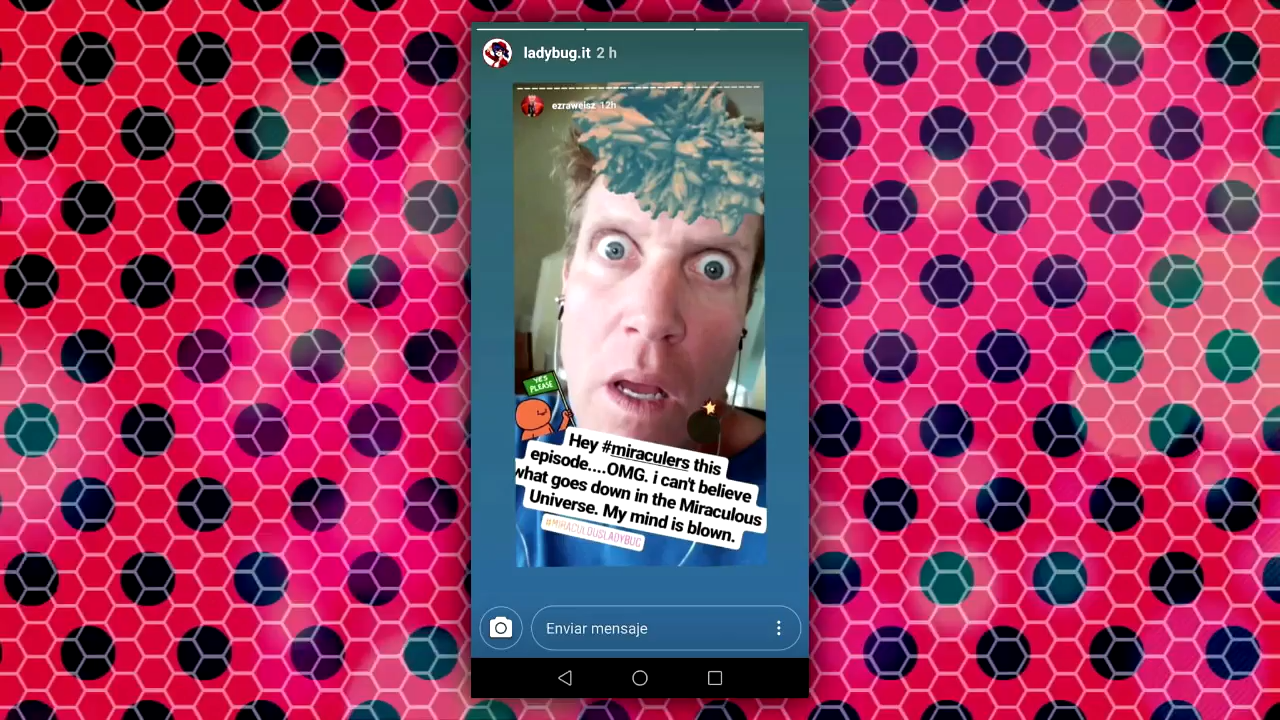 ladybug.it 2 h
ezraweisz 12h
YES
PLEASE
Hey #miraculers this
episode....OMG. i can't believe
what goes down in the Miraculous
Universe. My mind is blown.
#MIRACULOUSLADYBUG
Enviar mensaje